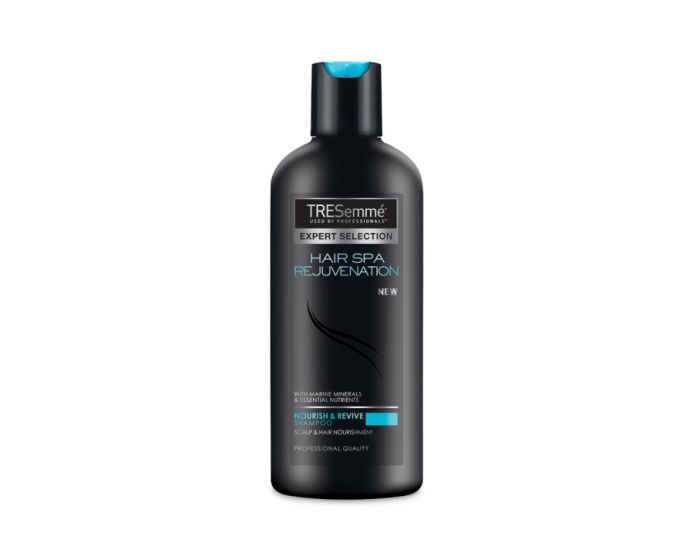 TRESemmé
USED BY PROFESSIONALS™
EXPERT SELECTION
HAIR SPA
REJUVENATION
NEW
WITH MARINE MINERALS
& ESSENTIAL NUTRIENTS
NOURISH & REVIVE
SHAMPOO
SCALP & HAIR NOURISHMENT
PROFESSIONAL QUALITY